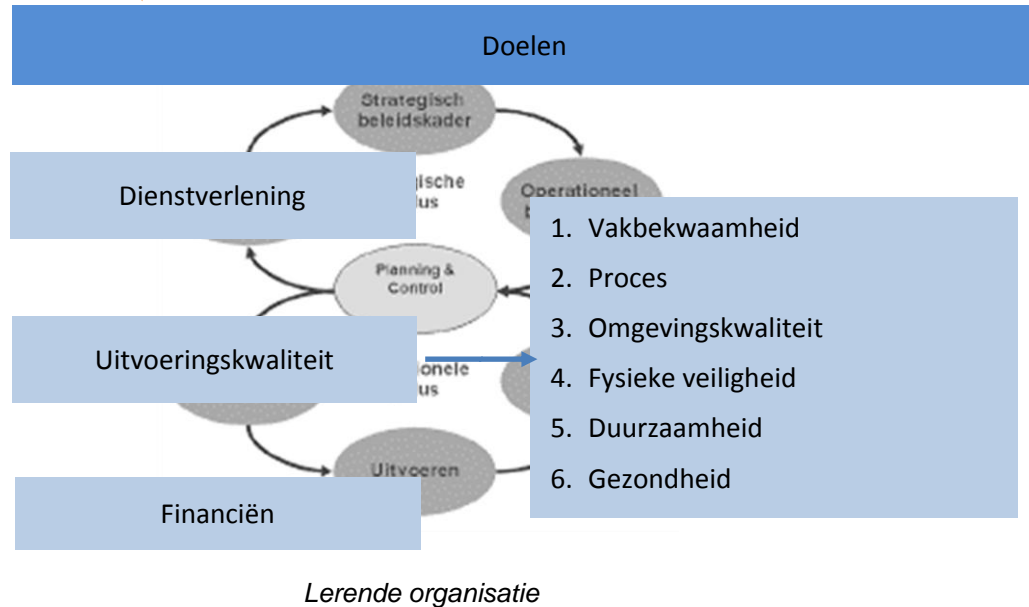 Doelen
Strategisch
beleidskader
Dienstverlening
Operationeel
Planning &
Control
1. Vakbekwaamheid
2. Proces
3. Omgevingskwaliteit
4. Fysieke veiligheid
5. Duurzaamheid
6. Gezondheid
Uitvoeringskwaliteit
Uitvoeren
Financiën
Lerende organisatie